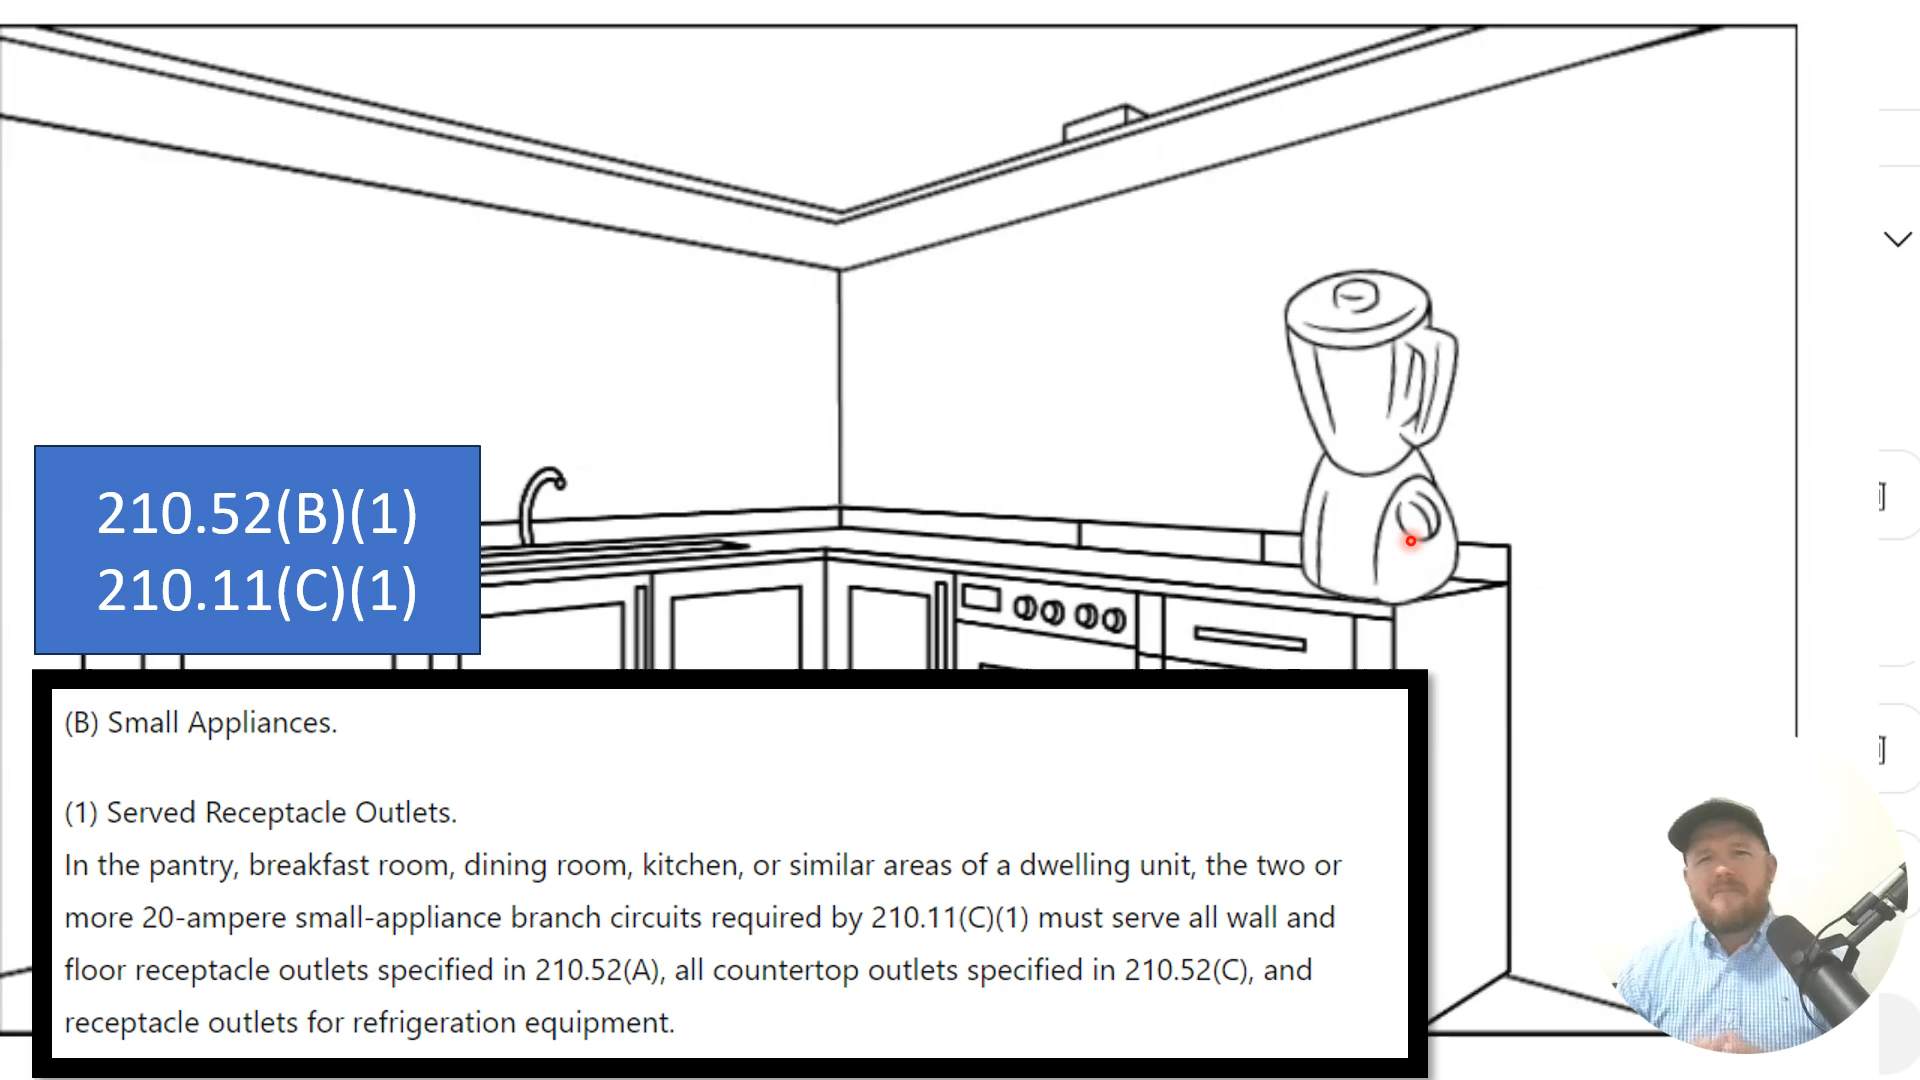 210.52(B)(1)
210.11(C)(1)
(B) Small Appliances.
(1) Served Receptacle Outlets.
In the pantry, breakfast room, dining room, kitchen, or similar areas of a dwelling unit, the two or
more 20-ampere small-appliance branch circuits required by 210.11(C)(1) must serve all wall and
floor receptacle outlets specified in 210.52(A), all countertop outlets specified in 210.52(C), and
receptacle outlets for refrigeration equipment.